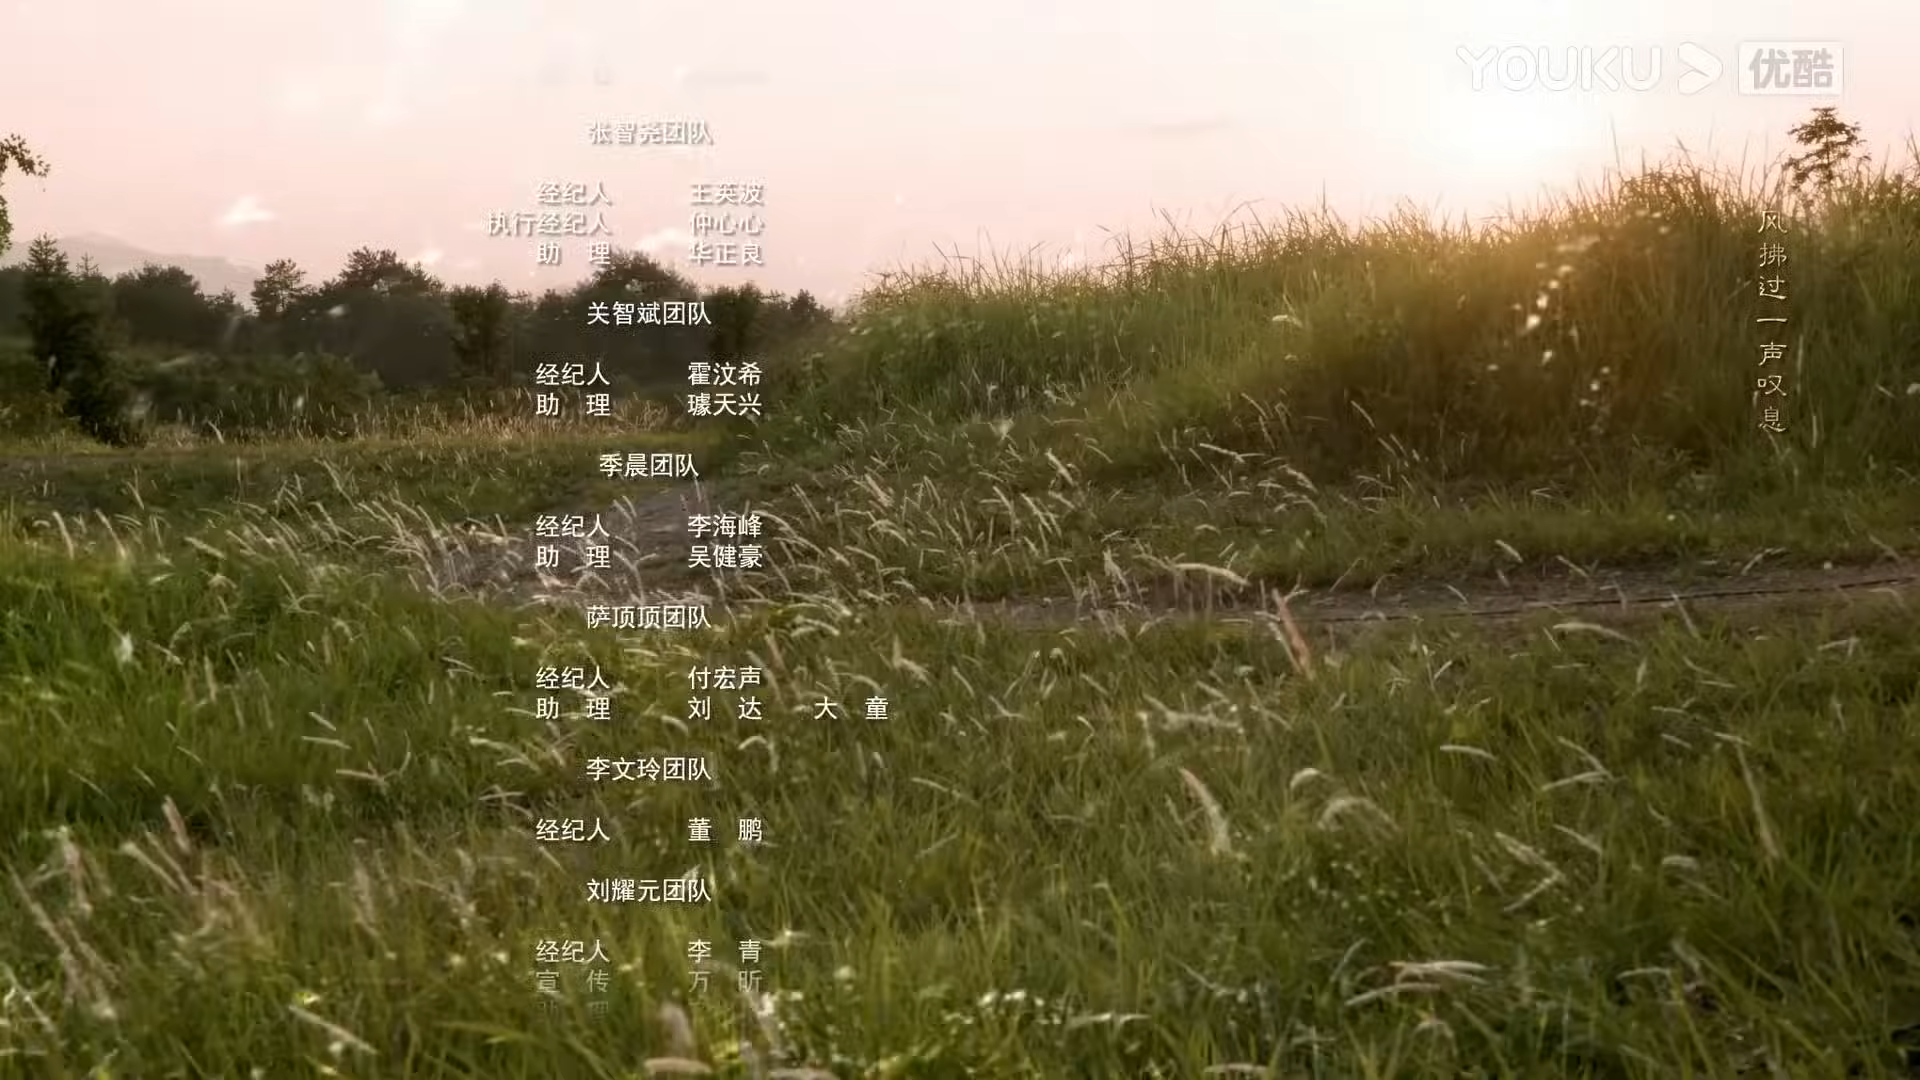 YOUKU 优酷
张智尧团队
经纪人 王英波
执行经纪人 仲心心
助 理 华正良
关智斌团队
经纪人 霍汶希
助 理 璩天兴
季晨团队
经纪人 李海峰
助 理 吴健豪
萨顶顶团队
经纪人 付宏声
助 理 刘 达 大 童
李文玲团队
经纪人 董 鹏
刘耀元团队
经纪人 李 青
宣 传 万 昕
风拂过一声叹息